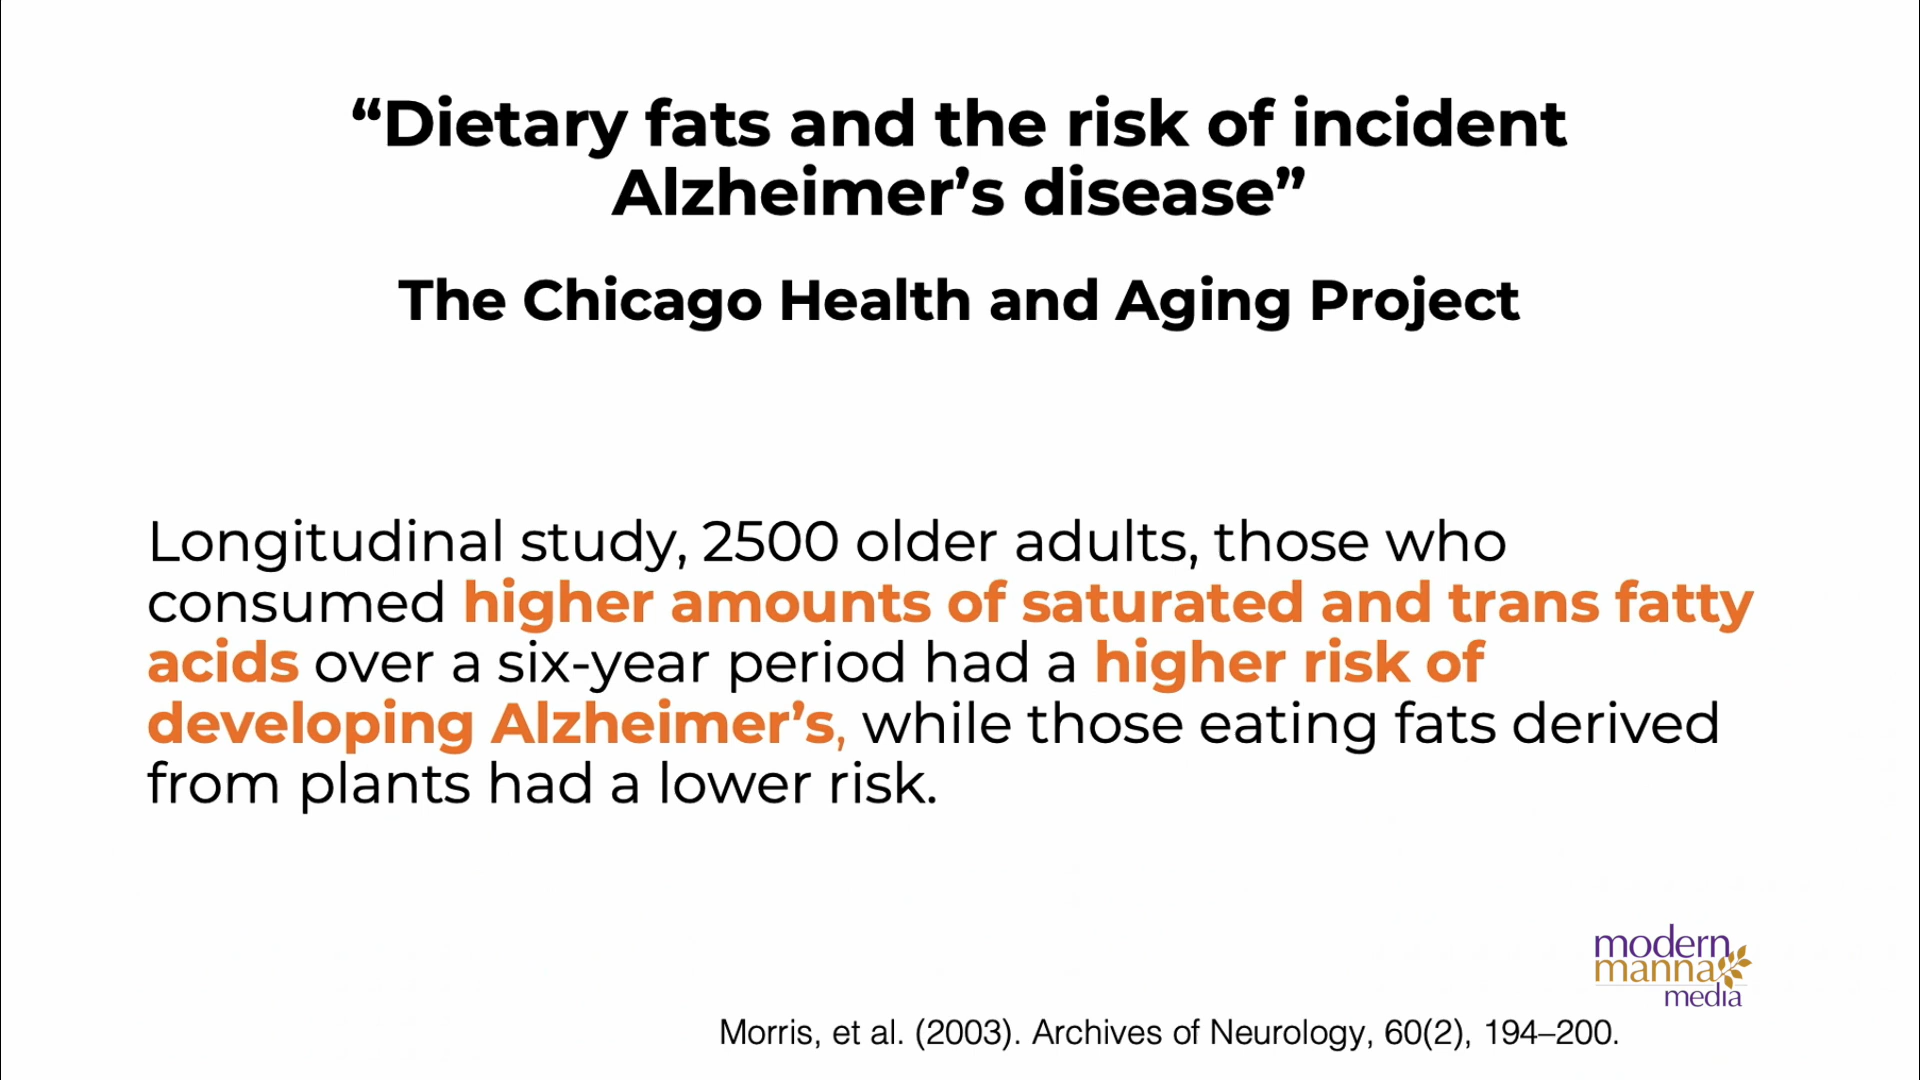 “Dietary fats and the risk of incident
Alzheimer’s disease”
The Chicago Health and Aging Project
Longitudinal study, 2500 older adults, those who
consumed higher amounts of saturated and trans fatty
acids over a six-year period had a higher risk of
developing Alzheimer’s, while those eating fats derived
from plants had a lower risk.
modern
manna
media
Morris, et al. (2003). Archives of Neurology, 60(2), 194–200.